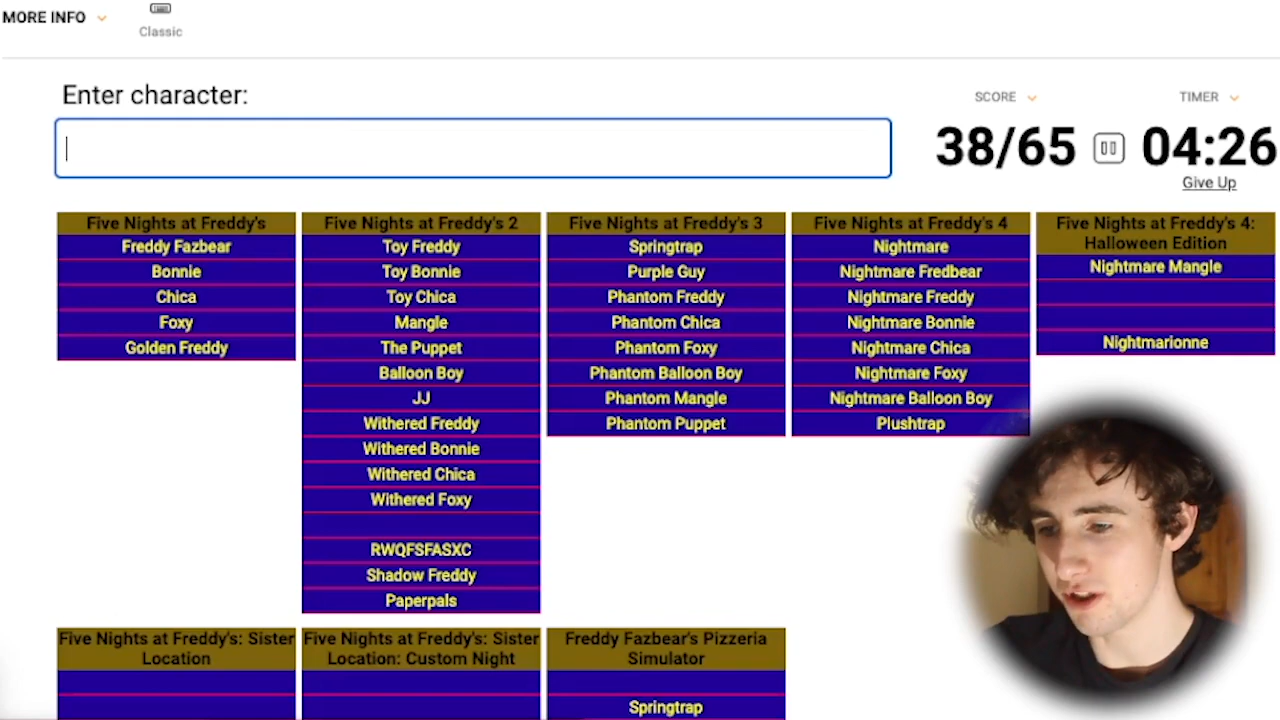 MORE INFO
Classic
Enter character:
SCORE
TIMER
38/65
04:26
Give Up
Five Nights at Freddy's
Freddy Fazbear
Bonnie
Chica
Foxy
Golden Freddy
Five Nights at Freddy's 2
Toy Freddy
Toy Bonnie
Toy Chica
Mangle
The Puppet
Balloon Boy
JJ
Withered Freddy
Withered Bonnie
Withered Chica
Withered Foxy
RWQFSFASXC
Shadow Freddy
Paperpals
Five Nights at Freddy's 3
Springtrap
Purple Guy
Phantom Freddy
Phantom Chica
Phantom Foxy
Phantom Balloon Boy
Phantom Mangle
Phantom Puppet
Five Nights at Freddy's 4
Nightmare
Nightmare Fredbear
Nightmare Freddy
Nightmare Bonnie
Nightmare Chica
Nightmare Foxy
Nightmare Balloon Boy
Plushtrap
Five Nights at Freddy's 4:
Halloween Edition
Nightmare Mangle
Nightmarionne
Five Nights at Freddy's: Sister
Location
Five Nights at Freddy's: Sister
Location: Custom Night
Freddy Fazbear's Pizzeria
Simulator
Springtrap